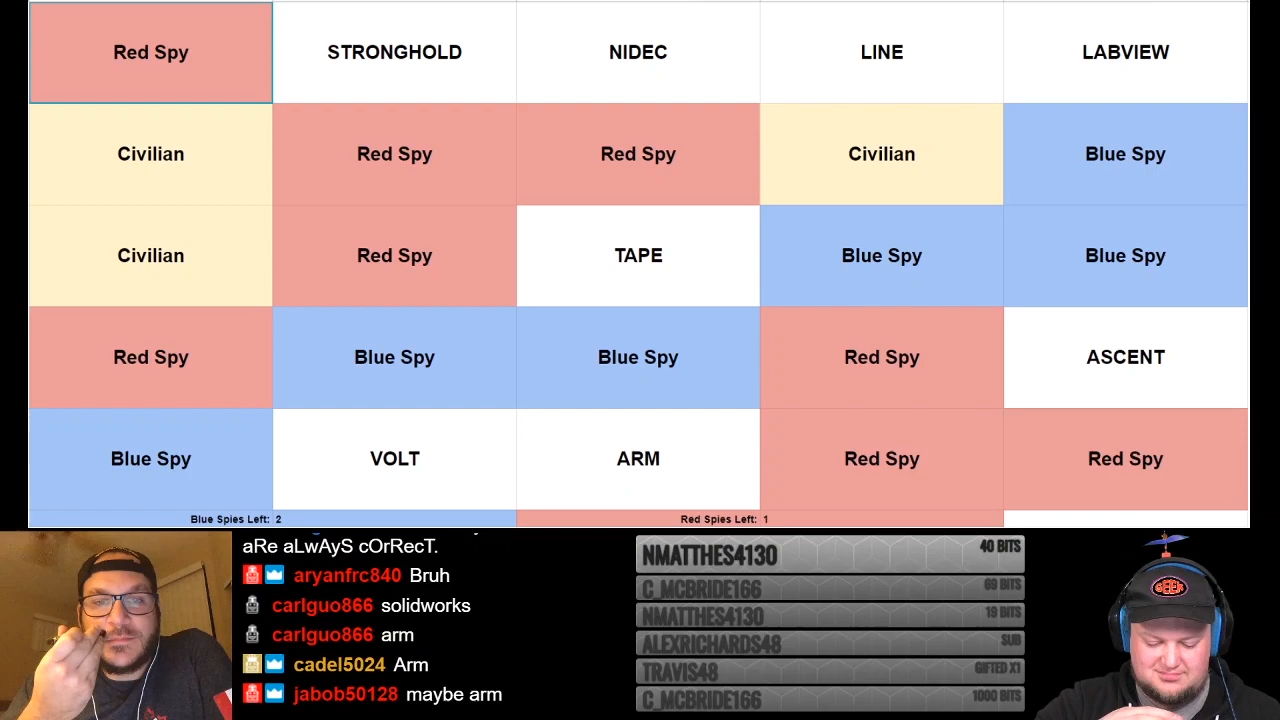 Red Spy STRONGHOLD NIDEC LINE LABVIEW
Civilian Red Spy Red Spy Civilian Blue Spy
Civilian Red Spy TAPE Blue Spy Blue Spy
Red Spy Blue Spy Blue Spy Red Spy ASCENT
Blue Spy VOLT ARM Red Spy Red Spy
Blue Spies Left: 2 Red Spies Left: 1
aRe aLwAyS cOrRecT.
aryanfrc840 Bruh
carlguo866 solidworks
carlguo866 arm
cadel5024 Arm
jabob50128 maybe arm
NMATTHES4130 40 BITS
C_MCBRIDE166 69 BITS
NMATTHES4130 19 BITS
ALEXRICHARDS48 SUB
TRAVIS48 GIFTED X1
C_MCBRIDE166 1000 BITS
GEEK